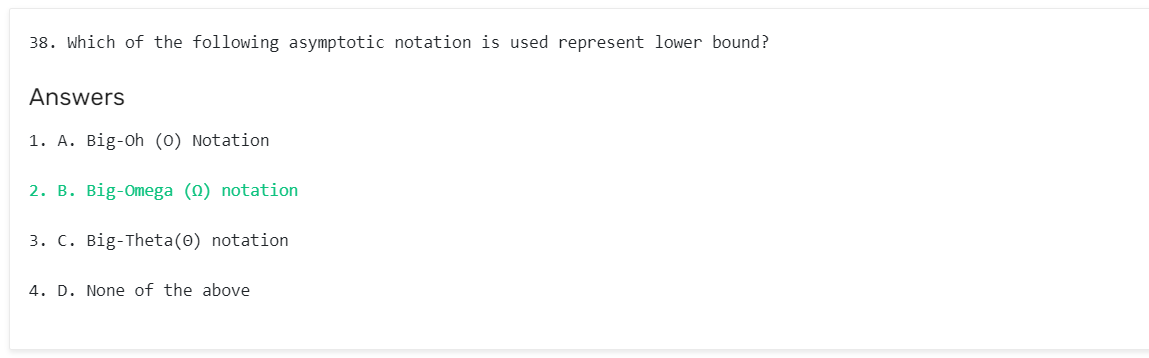 38. Which of the following asymptotic notation is used represent lower bound?
Answers
1. A. Big-Oh (O) Notation
2. B. Big-Omega (Ω) notation
3. C. Big-Theta(Θ) notation
4. D. None of the above